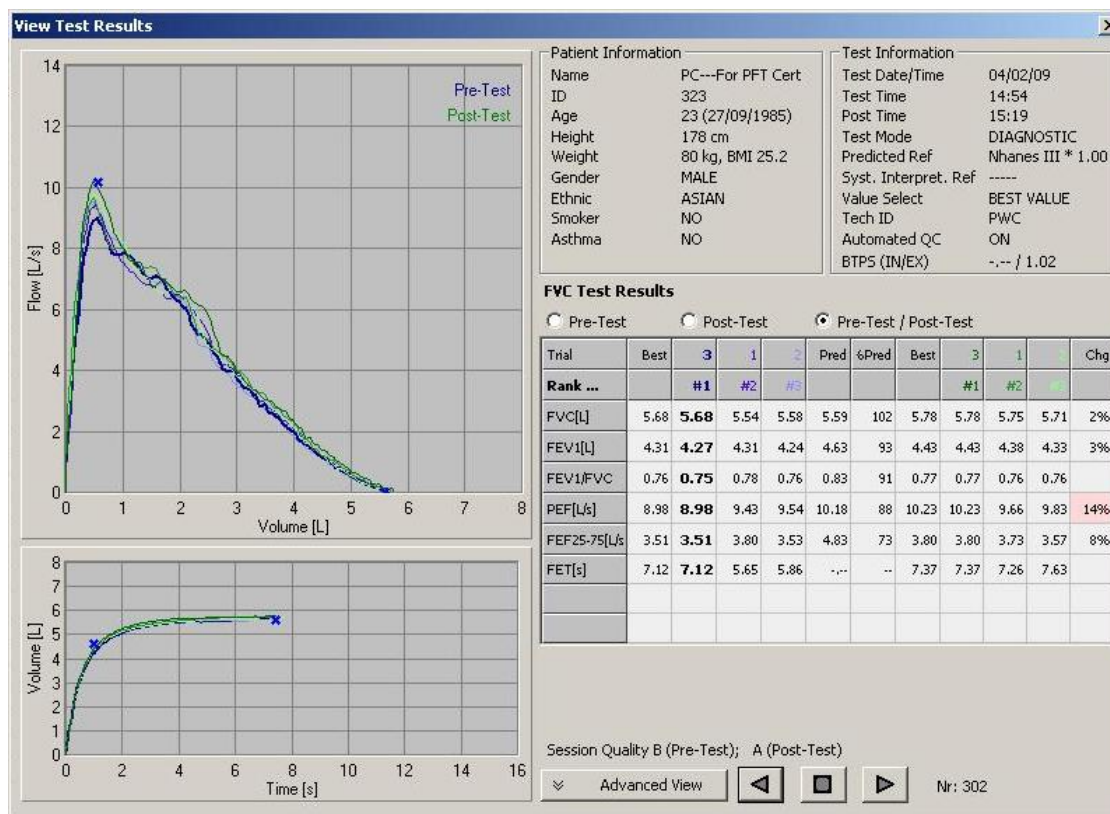 View Test Results
14
12
10
8
6
4
2
0
Flow [L/s]
Pre-Test
Post-Test
0 1 2 3 4 5 6 7 8
Volume [L]
8
7
6
5
4
3
2
1
0
Volume [L]
0 2 4 6 8 10 12 14 16
Time [s]
Patient Information
Name PC---For PFT Cert
ID 323
Age 23 (27/09/1985)
Height 178 cm
Weight 80 kg, BMI 25.2
Gender MALE
Ethnic ASIAN
Smoker NO
Asthma NO
Test Information
Test Date/Time 04/02/09
Test Time 14:54
Post Time 15:19
Test Mode DIAGNOSTIC
Predicted Ref Nhanes III * 1.00
Syst. Interpret. Ref -----
Value Select BEST VALUE
Tech ID PWC
Automated QC ON
BTPS (IN/EX) -.-- / 1.02
FVC Test Results
Pre-Test Post-Test Pre-Test / Post-Test
Trial Best 3 1 2 Pred %Pred Best 3 1 Chg
Rank ... #1 #2 #3 #1 #2
FVC[L] 5.68 5.68 5.54 5.58 5.59 102 5.78 5.78 5.75 5.71 2%
FEV1[L] 4.31 4.27 4.31 4.24 4.63 93 4.43 4.43 4.38 4.33 3%
FEV1/FVC 0.76 0.75 0.78 0.76 0.83 91 0.77 0.77 0.76 0.76
PEF[L/s] 8.98 8.98 9.43 9.54 10.18 88 10.23 10.23 9.66 9.83 14%
FEF25-75[L/s 3.51 3.51 3.80 3.53 4.83 73 3.80 3.80 3.73 3.57 8%
FET[s] 7.12 7.12 5.65 5.86 -.-- -- 7.37 7.37 7.26 7.63
Session Quality B (Pre-Test); A (Post-Test)
Advanced View
Nr: 302